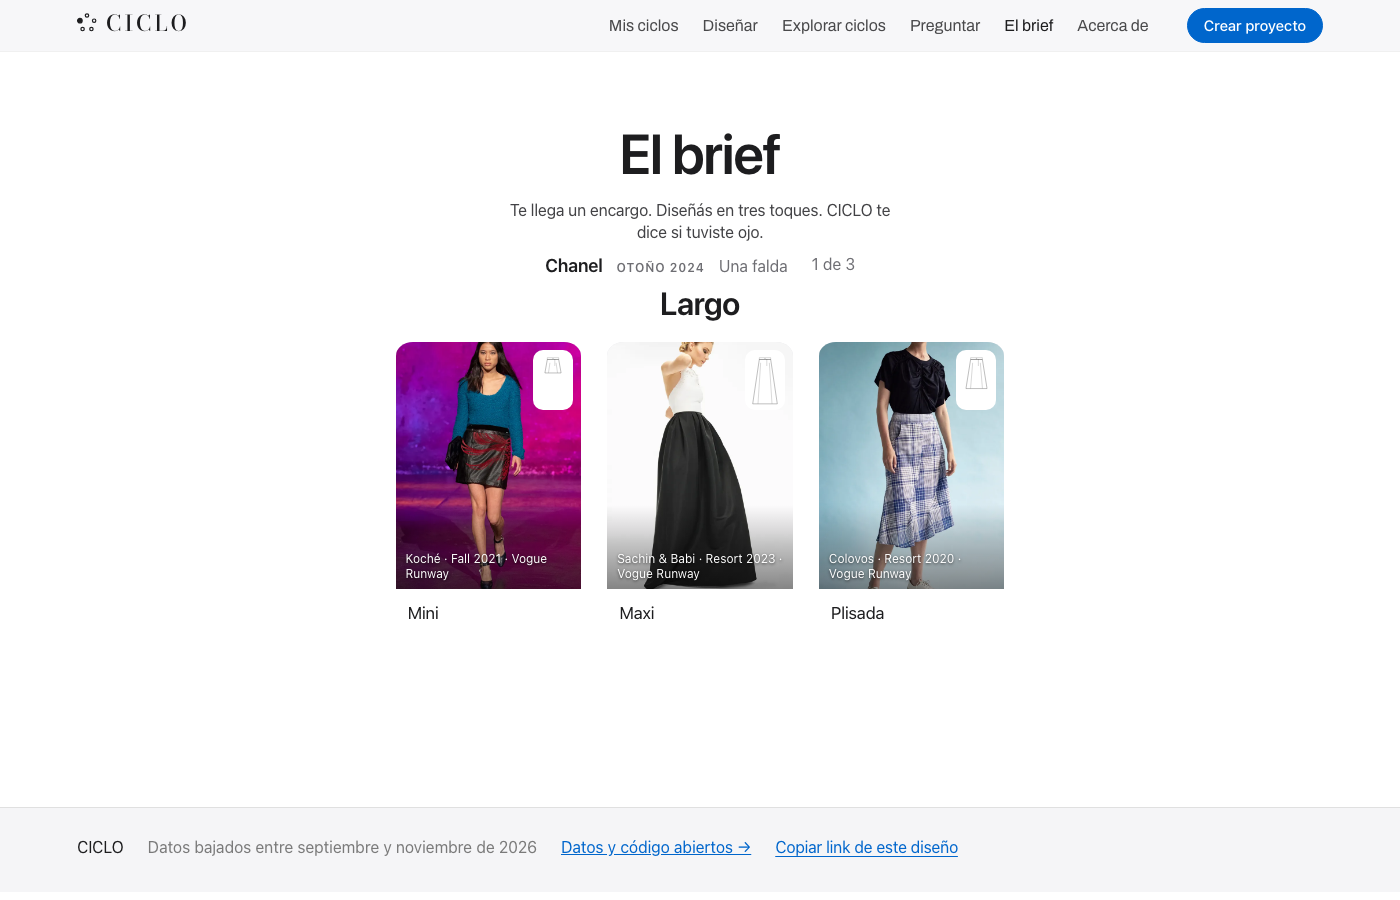 CICLO
Mis ciclos
Diseñar
Explorar ciclos
Preguntar
El brief
Acerca de
Crear proyecto
El brief
Te llega un encargo. Diseñás en tres toques. CICLO te
dice si tuviste ojo.
Chanel OTOÑO 2024 Una falda 1 de 3
Largo
Koché · Fall 2021 · Vogue
Runway
Mini
Sachin & Babi · Resort 2023 ·
Vogue Runway
Maxi
Colovos · Resort 2020 ·
Vogue Runway
Plisada
CICLO
Datos bajados entre septiembre y noviembre de 2026
Datos y código abiertos →
Copiar link de este diseño